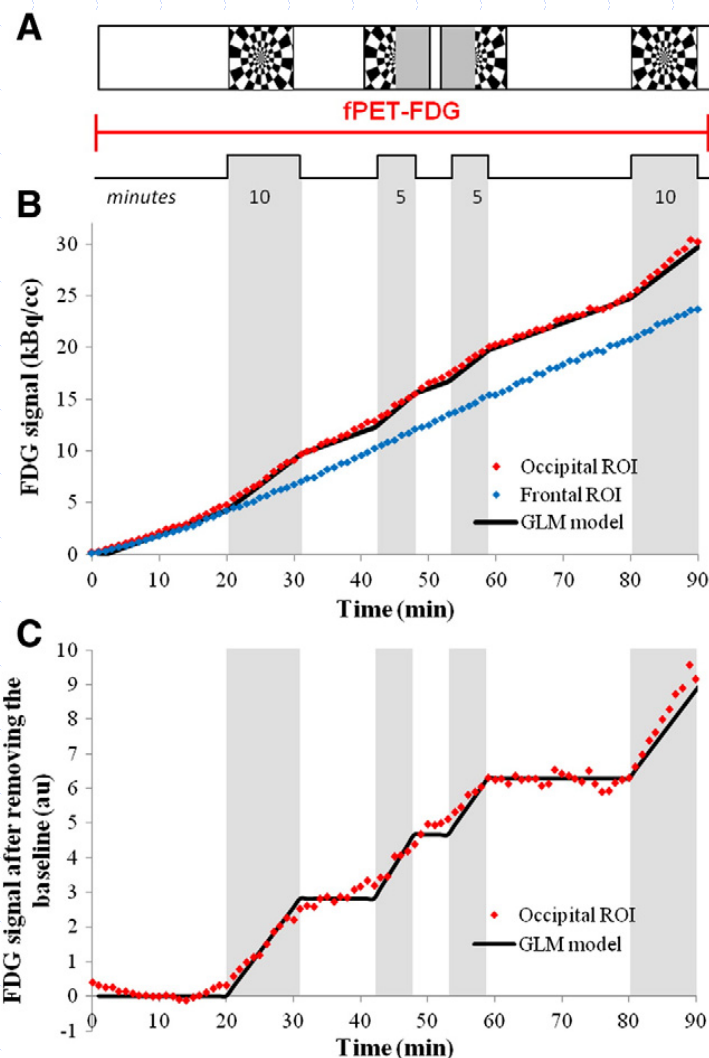 A
fPET-FDG
minutes 10 5 5 10
B
FDG signal (kBq/cc)
30
25
20
15
10
5
0
Occipital ROI
Frontal ROI
GLM model
0 10 20 30 40 50 60 70 80 90
Time (min)
C
FDG signal after removing the
baseline (au)
10
9
8
7
6
5
4
3
2
1
0
-1
Occipital ROI
GLM model
0 10 20 30 40 50 60 70 80 90
Time (min)